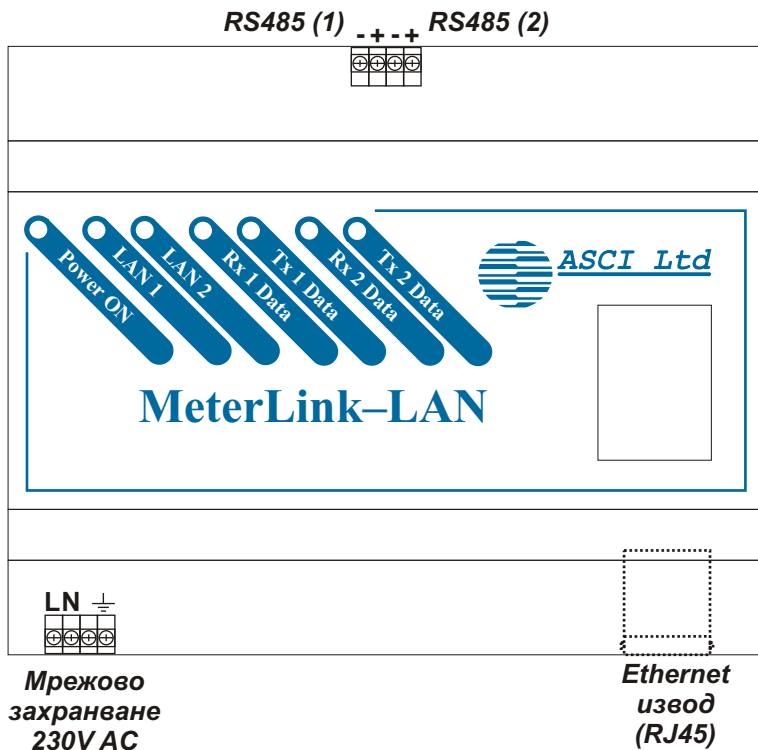 RS485 (1) -+-+ RS485 (2)
Power ON
LAN 1
LAN 2
Rx 1 Data
Tx 1 Data
Rx 2 Data
Tx 2 Data
ASCI Ltd
MeterLink–LAN
LN
Мрежово
захранване
230V AC
Ethernet
извод
(RJ45)